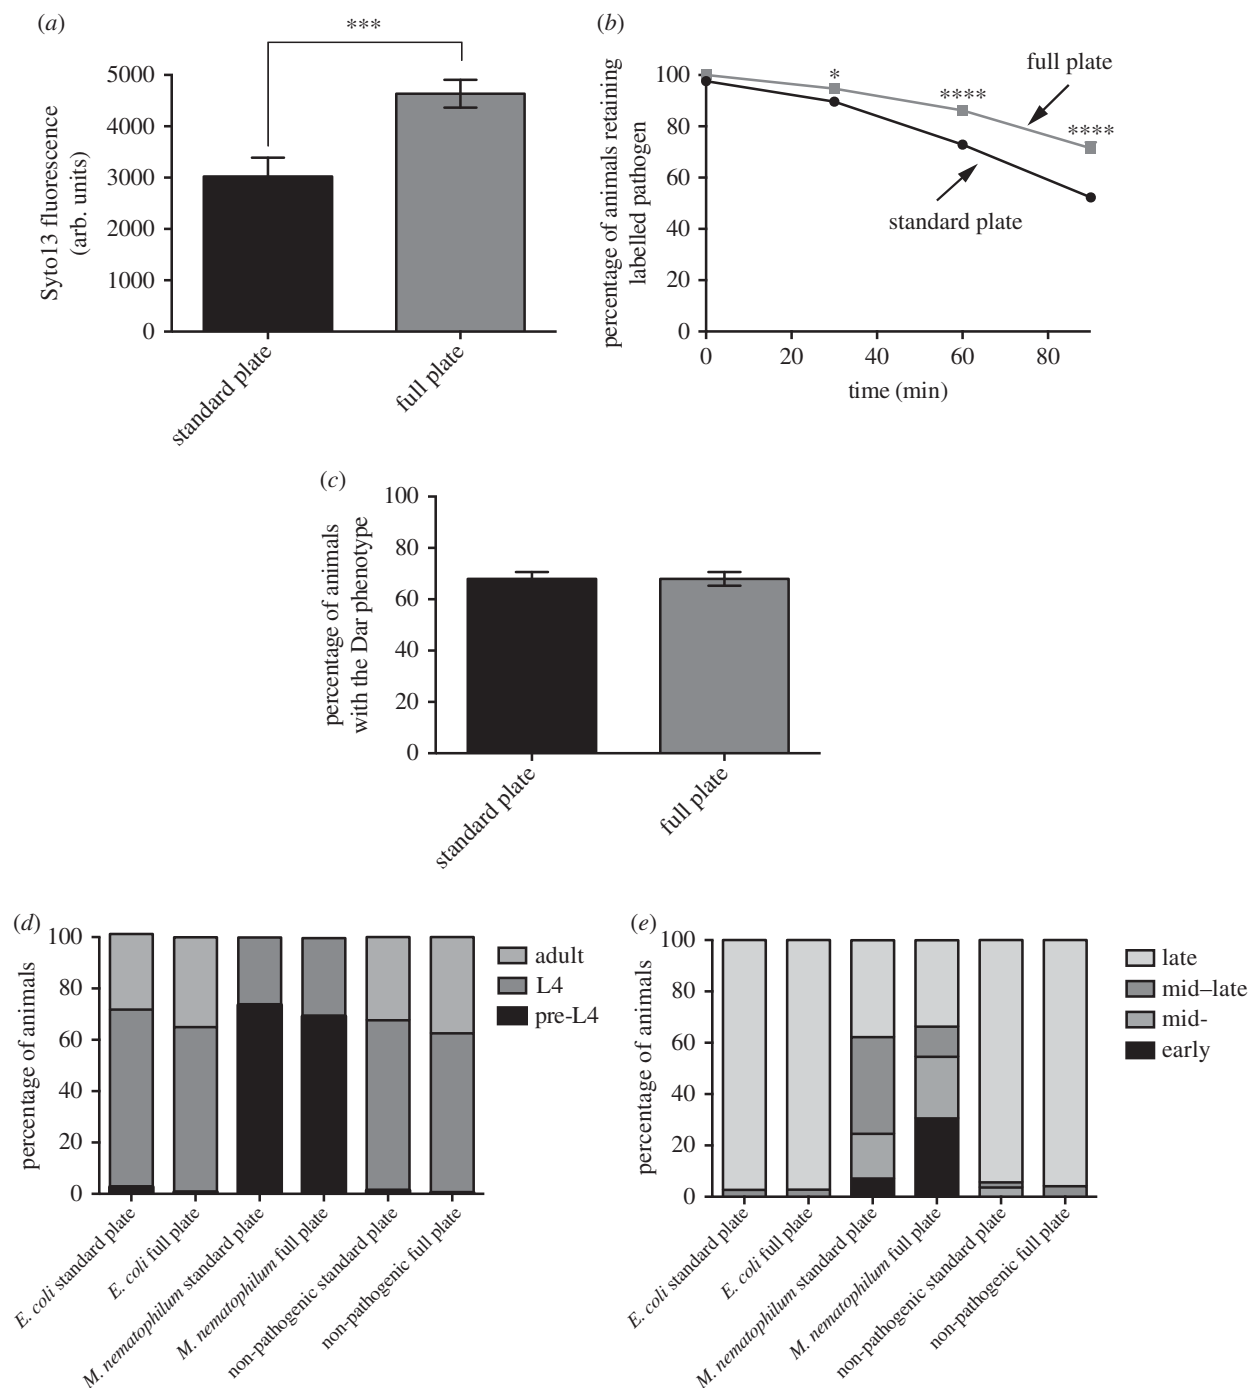 (a)
***
5000
4000
3000
2000
1000
0
Syto13 fluorescence
(arb. units)
standard plate
full plate
(b)
100
80
60
40
20
0
percentage of animals retaining
labelled pathogen
*
****
****
full plate
standard plate
0 20 40 60 80
time (min)
(c)
100
80
60
40
20
0
percentage of animals
with the Dar phenotype
standard plate
full plate
(d)
100
80
60
40
20
0
percentage of animals
adult
L4
pre-L4
E. coli standard plate
E. coli full plate
M. nematophilum standard plate
M. nematophilum full plate
non-pathogenic standard plate
non-pathogenic full plate
(e)
100
80
60
40
20
0
percentage of animals
late
mid–late
mid-
early
E. coli standard plate
E. coli full plate
M. nematophilum standard plate
M. nematophilum full plate
non-pathogenic standard plate
non-pathogenic full plate